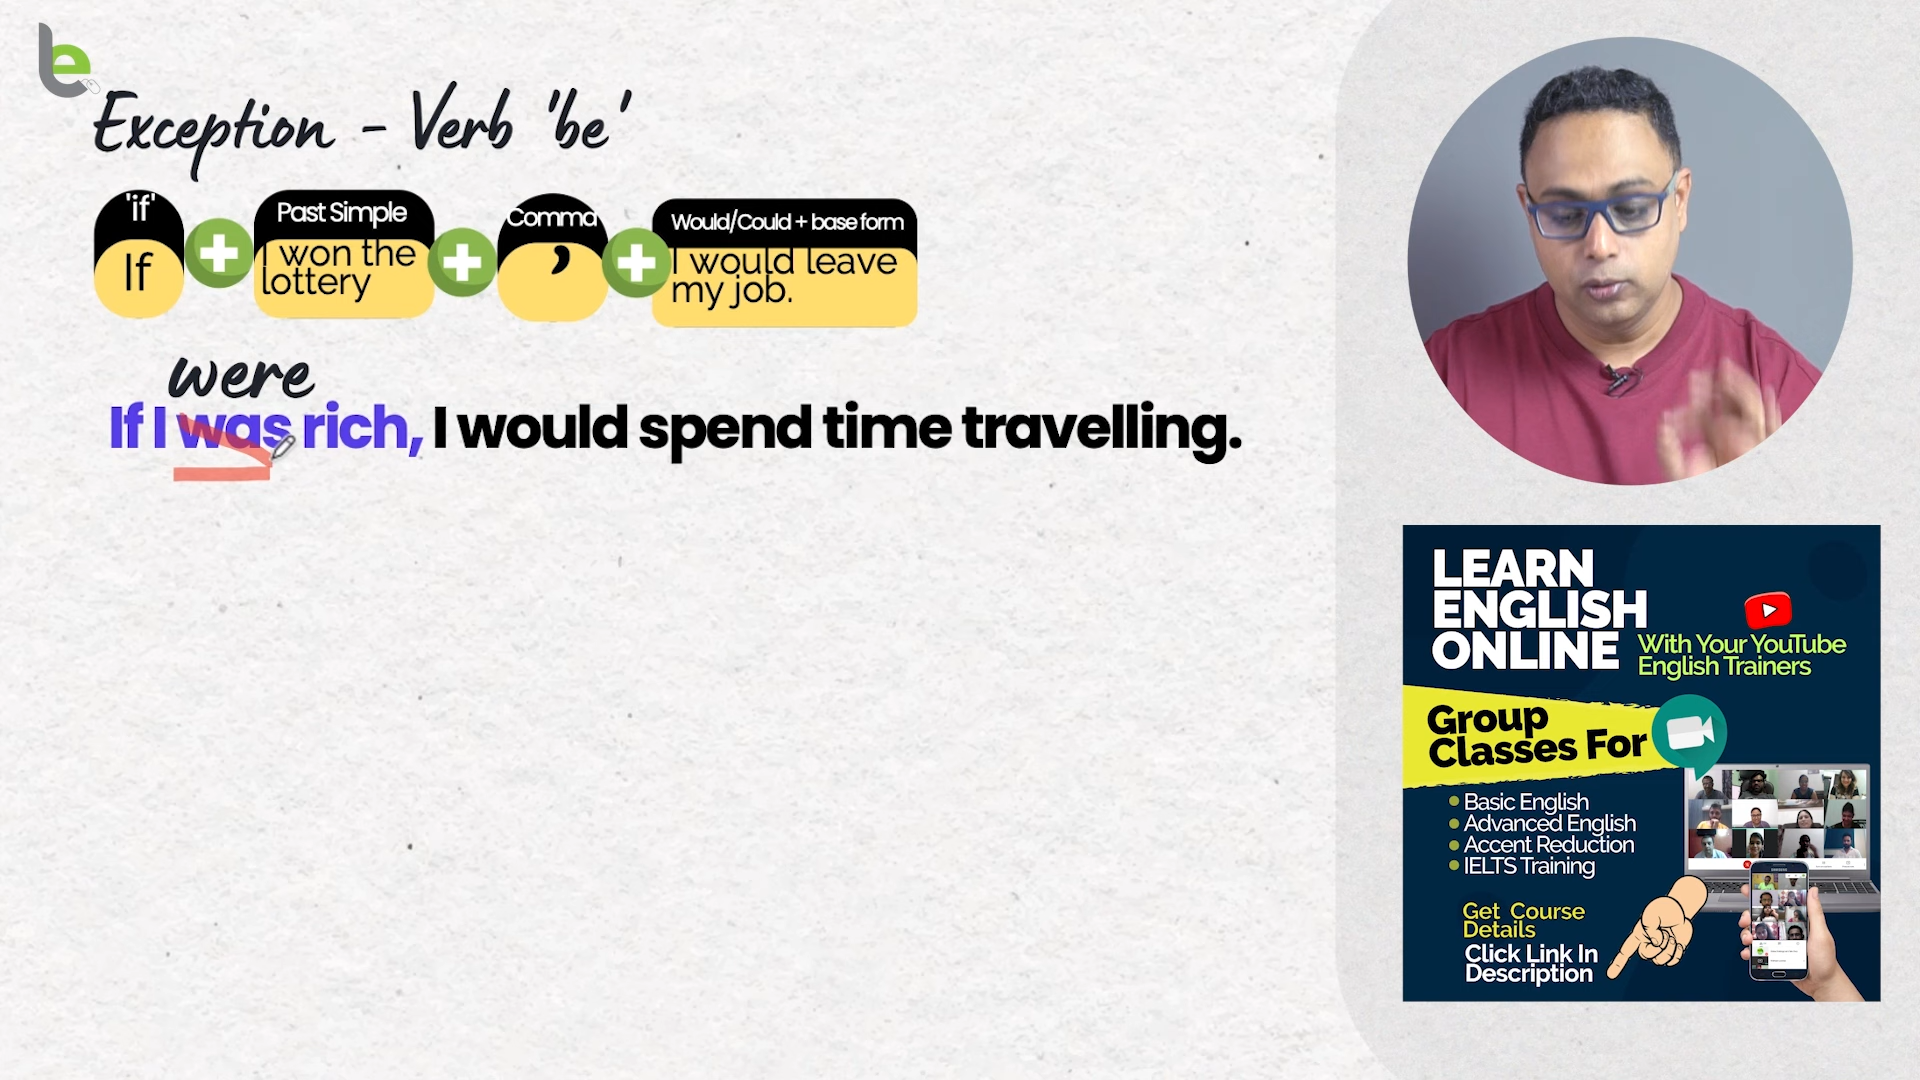 be
Exception - Verb 'be'
'if'
Past Simple
Comma
Would/Could + base form
If
I won the
lottery
,
I would leave
my job.
were
If I was rich, I would spend time travelling.
LEARN
ENGLISH
ONLINE
With Your YouTube
English Trainers
Group
Classes For
Basic English
Advanced English
Accent Reduction
IELTS Training
Get Course
Details
Click Link In
Description